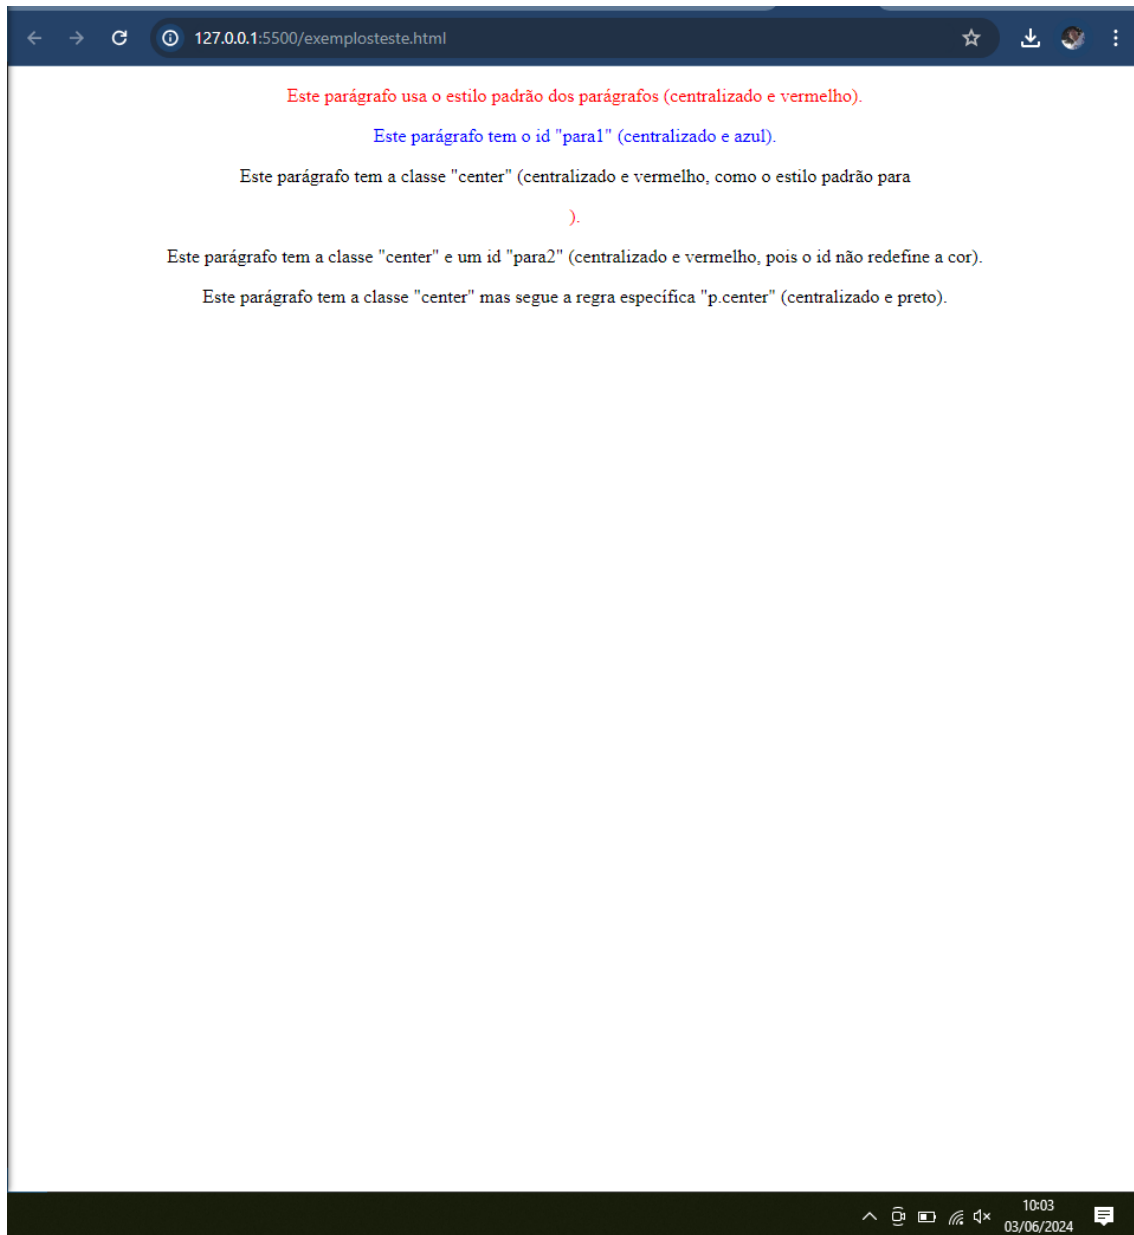 127.0.0.1:5500/exemplosteste.html
Este parágrafo usa o estilo padrão dos parágrafos (centralizado e vermelho).
Este parágrafo tem o id "para1" (centralizado e azul).
Este parágrafo tem a classe "center" (centralizado e vermelho, como o estilo padrão para
).
Este parágrafo tem a classe "center" e um id "para2" (centralizado e vermelho, pois o id não redefine a cor).
Este parágrafo tem a classe "center" mas segue a regra específica "p.center" (centralizado e preto).
10:03
03/06/2024